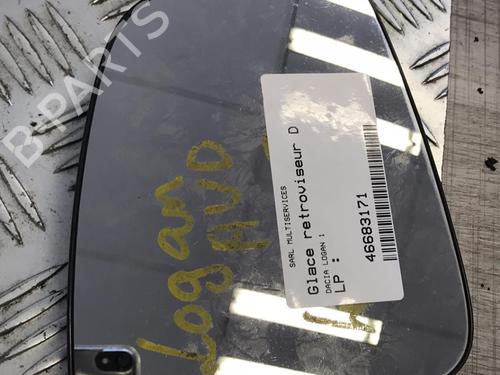 B-PARTS
Logan
AVD
SARL MULTISERVICES
Glace retroviseur D
DACIA LOGAN 1
LP :
46683171